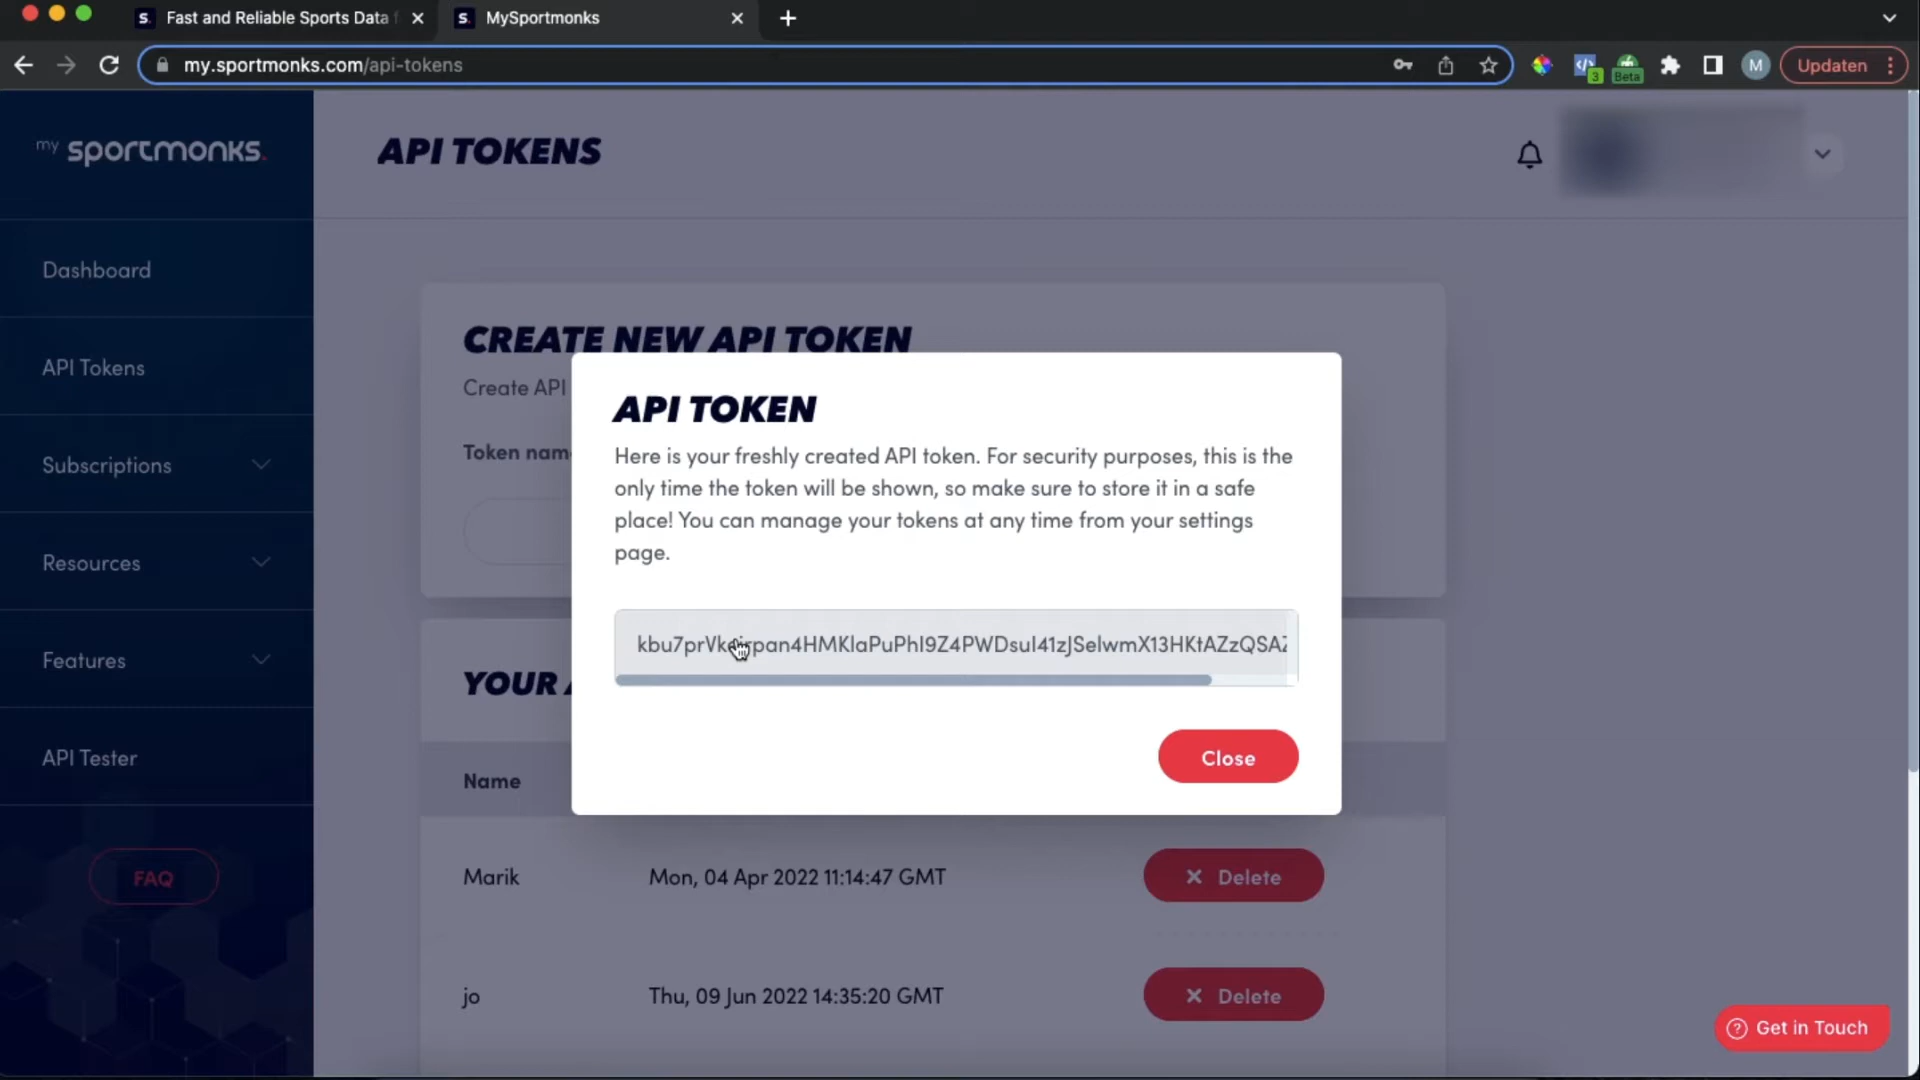 Fast and Reliable Sports Data
MySportmonks
my.sportmonks.com/api-tokens
3
Beta
M
Updaten
my sportmonks.
API TOKENS
Dashboard
API Tokens
Subscriptions
Resources
Features
API Tester
FAQ
CREATE NEW API TOKEN
Create API
Token nam
API TOKEN
Here is your freshly created API token. For security purposes, this is the
only time the token will be shown, so make sure to store it in a safe
place! You can manage your tokens at any time from your settings
page.
Close
YOUR
Name
Marik
Mon, 04 Apr 2022 11:14:47 GMT
Delete
jo
Thu, 09 Jun 2022 14:35:20 GMT
Delete
Get in Touch